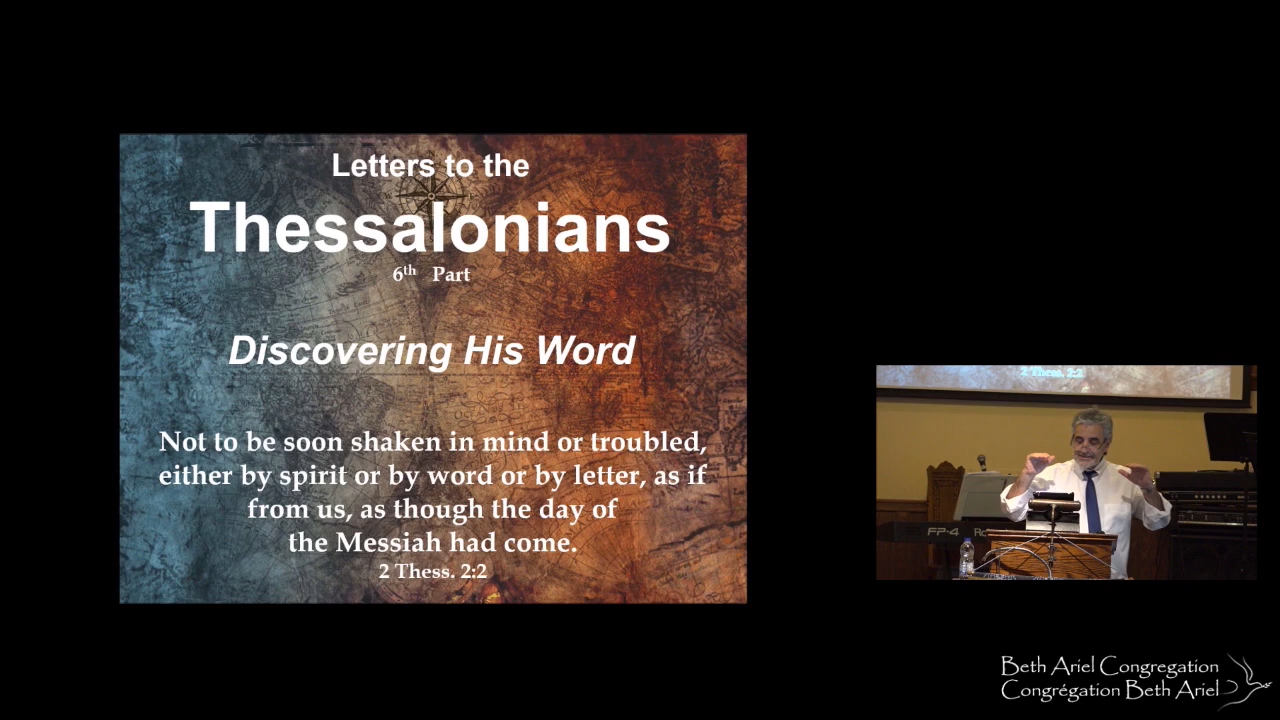 Letters to the
Thessalonians
6th Part
Discovering His Word
Not to be soon shaken in mind or troubled,
either by spirit or by word or by letter, as if
from us, as though the day of
the Messiah had come.
2 Thess. 2:2
2 Thess. 2:2
FP-4 Ro
Beth Ariel Congregation
Congrégation Beth Ariel